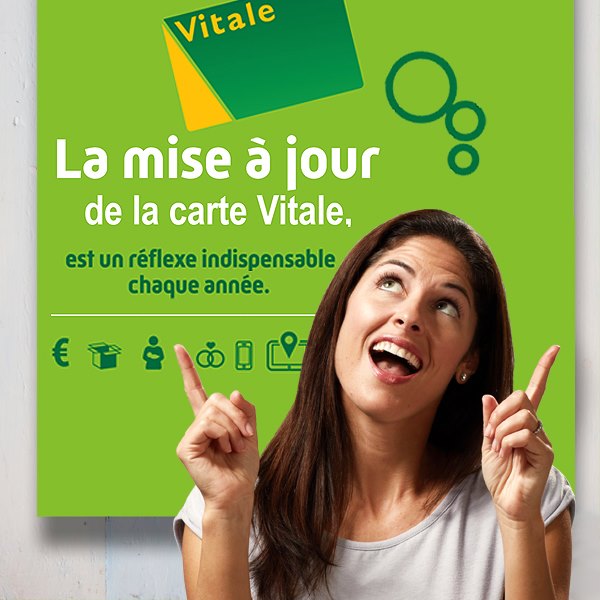 Vitale
La mise à jour
de la carte Vitale,
est un réflexe indispensable
chaque année.
€